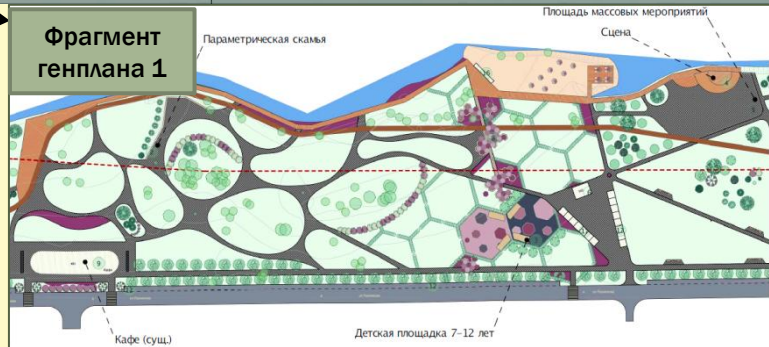 Фрагмент
генплана 1
Параметрическая скамья
Площадь массовых мероприятий
Сцена
Кафе (сущ.)
Детская площадка 7-12 лет